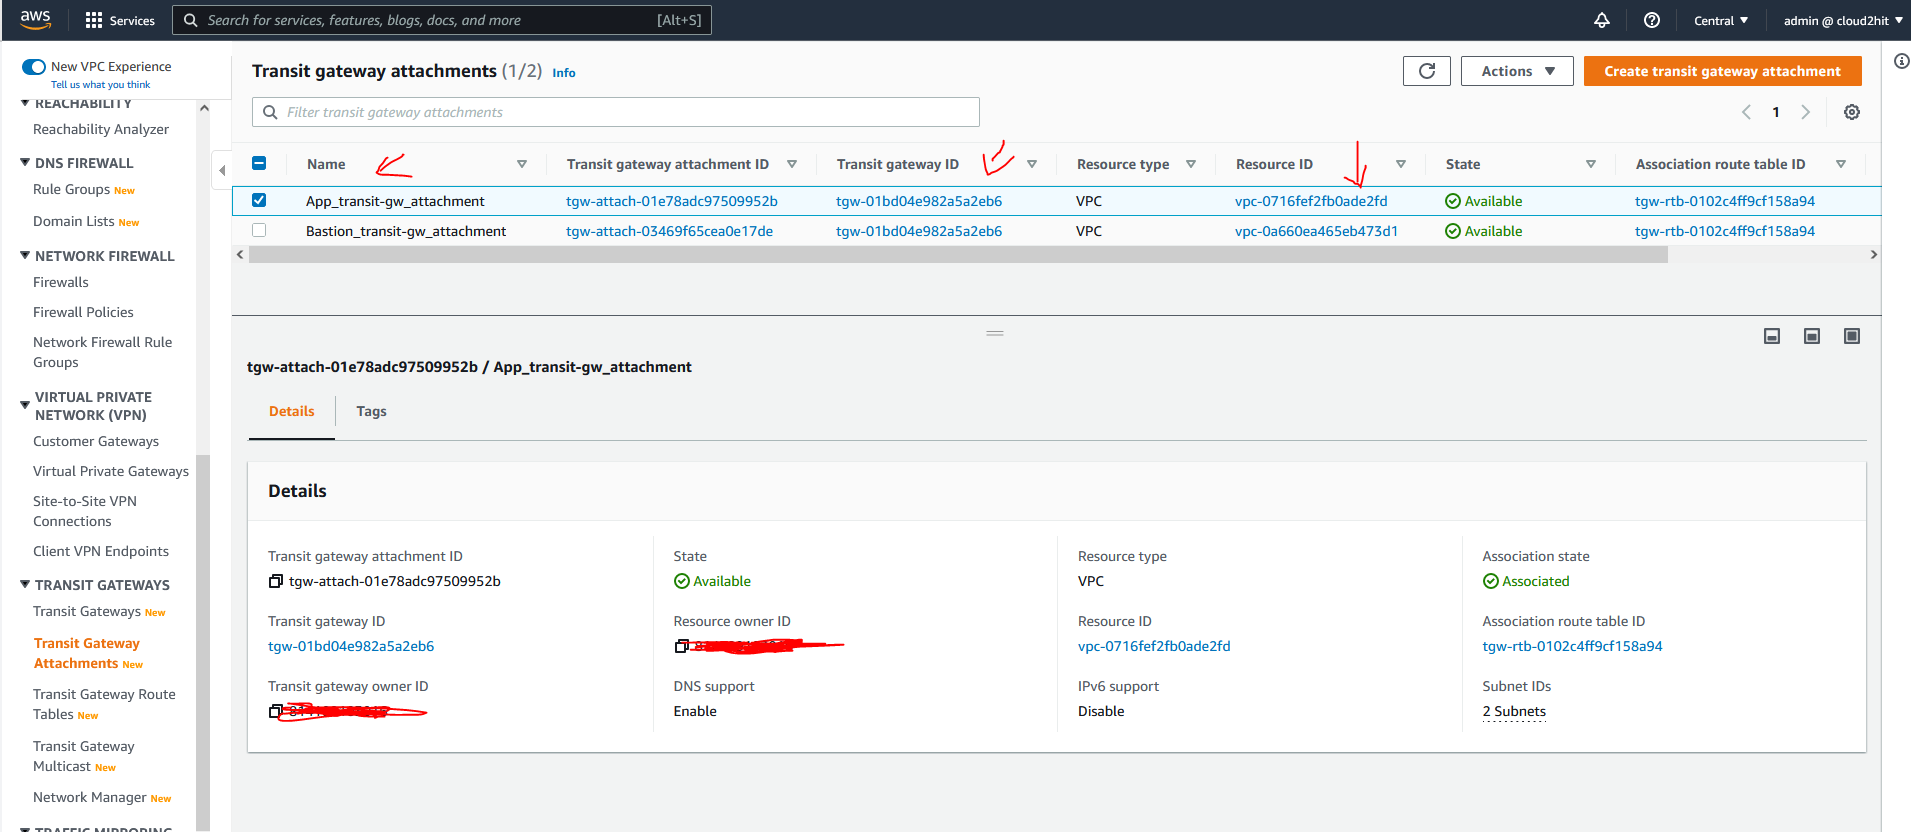 aws
Services
Search for services, features, blogs, docs, and more [Alt+S]
Central ▼
admin @ cloud2hit ▼
New VPC Experience
Tell us what you think
REACHABILITY
Reachability Analyzer
DNS FIREWALL
Rule Groups New
Domain Lists New
NETWORK FIREWALL
Firewalls
Firewall Policies
Network Firewall Rule
Groups
VIRTUAL PRIVATE
NETWORK (VPN)
Customer Gateways
Virtual Private Gateways
Site-to-Site VPN
Connections
Client VPN Endpoints
TRANSIT GATEWAYS
Transit Gateways New
Transit Gateway
Attachments New
Transit Gateway Route
Tables New
Transit Gateway
Multicast New
Network Manager New
TRAFFIC MIRRORING
Transit gateway attachments (1/2) Info
Actions ▼
Create transit gateway attachment
Filter transit gateway attachments
1
Name Transit gateway attachment ID Transit gateway ID Resource type Resource ID State Association route table ID
App_transit-gw_attachment tgw-attach-01e78adc97509952b tgw-01bd04e982a5a2eb6 VPC vpc-0716fef2fb0ade2fd Available tgw-rtb-0102c4ff9cf158a94
Bastion_transit-gw_attachment tgw-attach-03469f65cea0e17de tgw-01bd04e982a5a2eb6 VPC vpc-0a660ea465eb473d1 Available tgw-rtb-0102c4ff9cf158a94
tgw-attach-01e78adc97509952b / App_transit-gw_attachment
Details Tags
Details
Transit gateway attachment ID
tgw-attach-01e78adc97509952b
State
Available
Resource type
VPC
Association state
Associated
Transit gateway ID
tgw-01bd04e982a5a2eb6
Resource owner ID
Resource ID
vpc-0716fef2fb0ade2fd
Association route table ID
tgw-rtb-0102c4ff9cf158a94
Transit gateway owner ID
DNS support
Enable
IPv6 support
Disable
Subnet IDs
2 Subnets